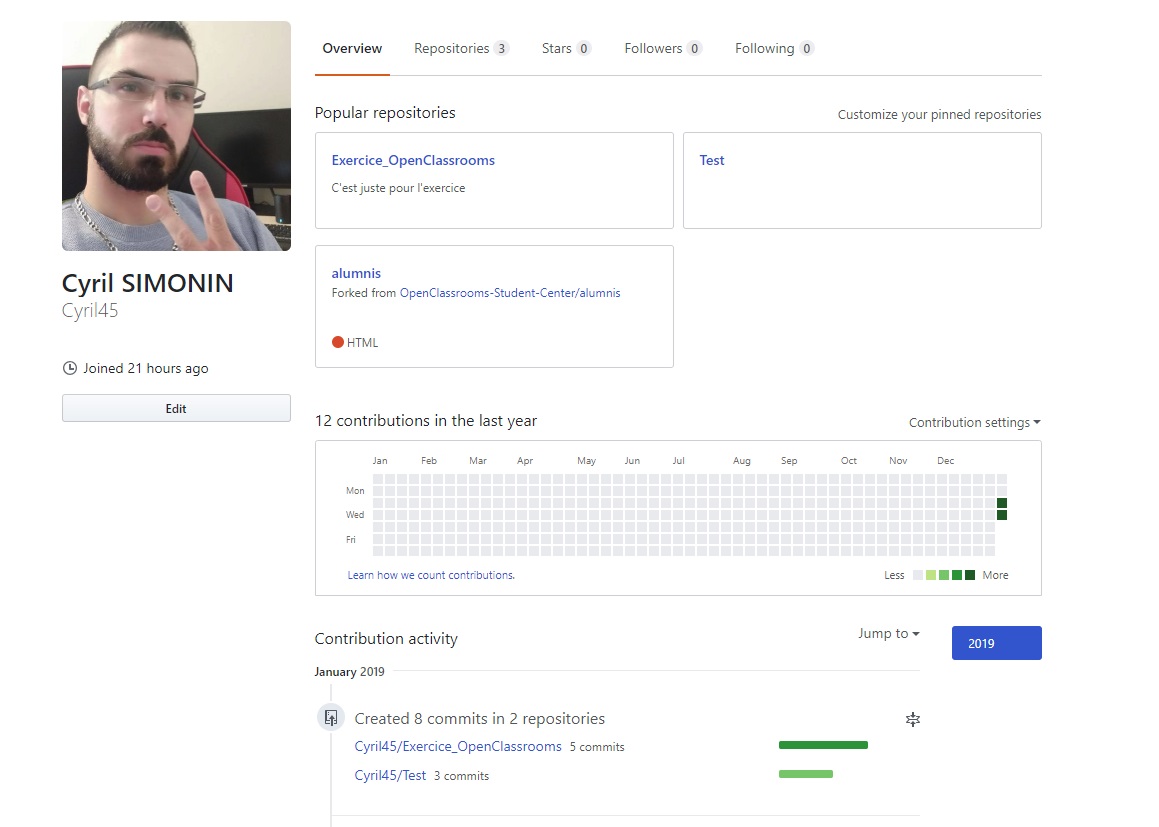 Overview Repositories 3 Stars 0 Followers 0 Following 0
Popular repositories Customize your pinned repositories
Exercice_OpenClassrooms
C'est juste pour l'exercice
Test
alumnis
Forked from OpenClassrooms-Student-Center/alumnis
HTML
Cyril SIMONIN
Cyril45
Joined 21 hours ago
Edit
12 contributions in the last year Contribution settings
Jan Feb Mar Apr May Jun Jul Aug Sep Oct Nov Dec
Mon
Wed
Fri
Learn how we count contributions. Less More
Contribution activity Jump to 2019
January 2019
Created 8 commits in 2 repositories
Cyril45/Exercice_OpenClassrooms 5 commits
Cyril45/Test 3 commits